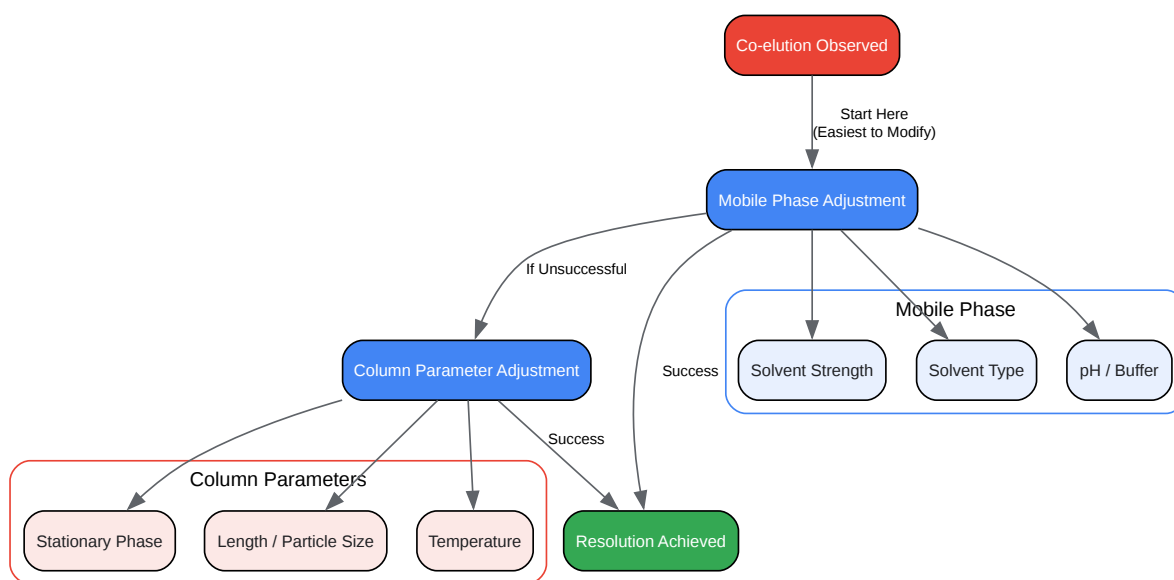 Co-elution Observed
Start Here
(Easiest to Modify)
Mobile Phase Adjustment
If Unsuccessful
Mobile Phase
Success
Solvent Strength
Solvent Type
pH / Buffer
Column Parameter Adjustment
Success
Column Parameters
Stationary Phase
Length / Particle Size
Temperature
Resolution Achieved